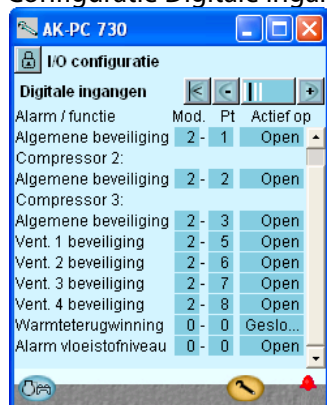 AK-PC 730
I/O configuratie
Digitale ingangen
Alarm / functie Mod. Pt Actief op
Algemene beveiliging 2 - 1 Open
Compressor 2:
Algemene beveiliging 2 - 2 Open
Compressor 3:
Algemene beveiliging 2 - 3 Open
Vent. 1 beveiliging 2 - 5 Open
Vent. 2 beveiliging 2 - 6 Open
Vent. 3 beveiliging 2 - 7 Open
Vent. 4 beveiliging 2 - 8 Open
Warmteterugwinning 0 - 0 Geslo...
Alarm vloeistofniveau 0 - 0 Open